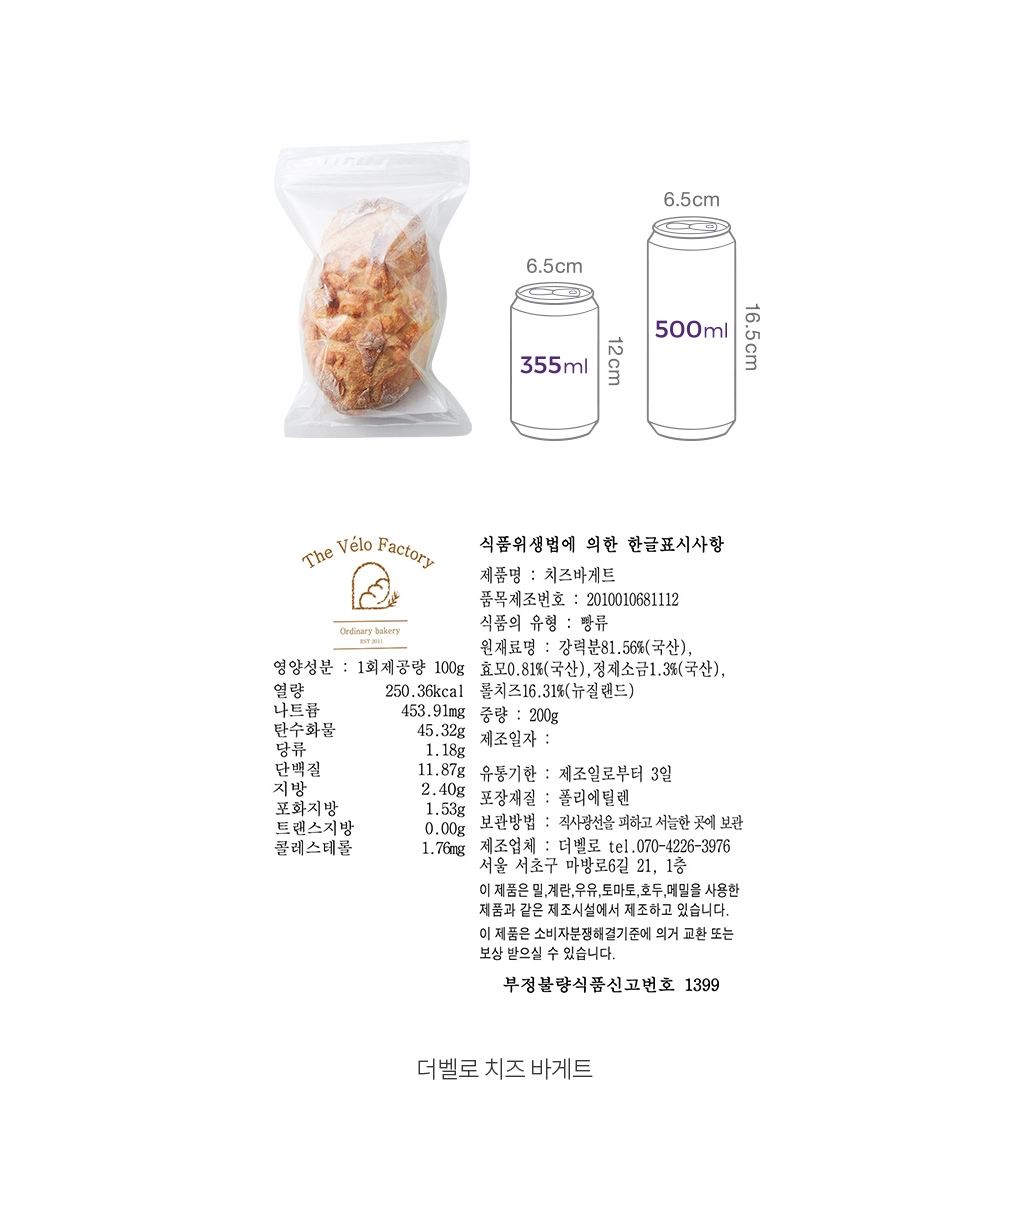 6.5cm
6.5cm
500ml
16.5cm
355ml
12cm
The Vélo Factory
Ordinary bakery
EST 2011
영양성분 : 1회제공량 100g
열량 250.36kcal
나트륨 453.91mg
탄수화물 45.32g
당류 1.18g
단백질 11.87g
지방 2.40g
포화지방 1.53g
트랜스지방 0.00g
콜레스테롤 1.76mg
식품위생법에 의한 한글표시사항
제품명 : 치즈바게트
품목제조번호 : 2010010681112
식품의 유형 : 빵류
원재료명 : 강력분81.56%(국산),
효모0.81%(국산),정제소금1.3%(국산),
롤치즈16.31%(뉴질랜드)
중량 : 200g
제조일자 :
유통기한 : 제조일로부터 3일
포장재질 : 폴리에틸렌
보관방법 : 직사광선을 피하고 서늘한 곳에 보관
제조업체 : 더벨로 tel.070-4226-3976
서울 서초구 마방로6길 21, 1층
이 제품은 밀,계란,우유,토마토,호두,메밀을 사용한
제품과 같은 제조시설에서 제조하고 있습니다.
이 제품은 소비자분쟁해결기준에 의거 교환 또는
보상 받으실 수 있습니다.
부정불량식품신고번호 1399
더벨로 치즈 바게트